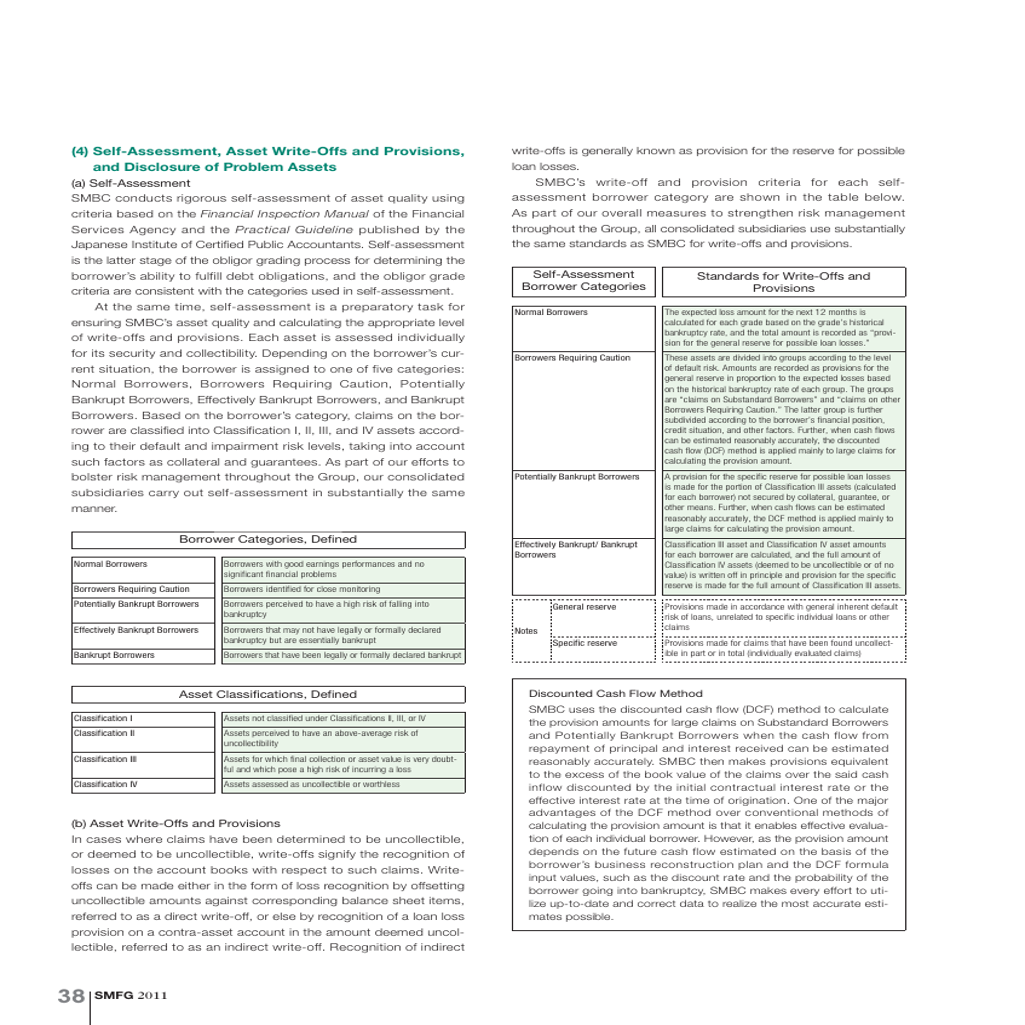 (4) Self-Assessment, Asset Write-Offs and Provisions,
and Disclosure of Problem Assets
(a) Self-Assessment
SMBC conducts rigorous self-assessment of asset quality using
criteria based on the Financial Inspection Manual of the Financial
Services Agency and the Practical Guideline published by the
Japanese Institute of Certified Public Accountants. Self-assessment
is the latter stage of the obligor grading process for determining the
borrower's ability to fulfill debt obligations, and the obligor grade
criteria are consistent with the categories used in self-assessment.
At the same time, self-assessment is a preparatory task for
ensuring SMBC's asset quality and calculating the appropriate level
of write-offs and provisions. Each asset is assessed individually
for its security and collectibility. Depending on the borrower's cur-
rent situation, the borrower is assigned to one of five categories:
Normal Borrowers, Borrowers Requiring Caution, Potentially
Bankrupt Borrowers, Effectively Bankrupt Borrowers, and Bankrupt
Borrowers. Based on the borrower's category, claims on the bor-
rower are classified into Classification I, II, III, and IV assets accord-
ing to their default and impairment risk levels, taking into account
such factors as collateral and guarantees. As part of our efforts to
bolster risk management throughout the Group, our consolidated
subsidiaries carry out self-assessment in substantially the same
manner.
Borrower Categories, Defined
Normal Borrowers
Borrowers with good earnings performances and no
significant financial problems
Borrowers Requiring Caution
Borrowers identified for close monitoring
Potentially Bankrupt Borrowers
Borrowers perceived to have a high risk of falling into
bankruptcy
Effectively Bankrupt Borrowers
Borrowers that may not have legally or formally declared
bankruptcy but are essentially bankrupt
Bankrupt Borrowers
Borrowers that have been legally or formally declared bankrupt
Asset Classifications, Defined
Classification I
Assets not classified under Classifications II, III, or IV
Classification II
Assets perceived to have an above-average risk of
uncollectibility
Classification III
Assets for which final collection or asset value is very doubt-
ful and which pose a high risk of incurring a loss
Classification IV
Assets assessed as uncollectible or worthless
(b) Asset Write-Offs and Provisions
In cases where claims have been determined to be uncollectible,
or deemed to be uncollectible, write-offs signify the recognition of
losses on the account books with respect to such claims. Write-
offs can be made either in the form of loss recognition by offsetting
uncollectible amounts against corresponding balance sheet items,
referred to as a direct write-off, or else by recognition of a loan loss
provision on a contra-asset account in the amount deemed uncol-
lectible, referred to as an indirect write-off. Recognition of indirect
write-offs is generally known as provision for the reserve for possible
loan losses.
SMBC's write-off and provision criteria for each self-
assessment borrower category are shown in the table below.
As part of our overall measures to strengthen risk management
throughout the Group, all consolidated subsidiaries use substantially
the same standards as SMBC for write-offs and provisions.
Self-Assessment
Borrower Categories
Standards for Write-Offs and
Provisions
Normal Borrowers
The expected loss amount for the next 12 months is
calculated for each grade based on the grade's historical
bankruptcy rate, and the total amount is recorded as “provi-
sion for the general reserve for possible loan losses.”
Borrowers Requiring Caution
These assets are divided into groups according to the level
of default risk. Amounts are recorded as provisions for the
general reserve in proportion to the expected losses based
on the historical bankruptcy rate of each group. The groups
are “claims on Substandard Borrowers” and “claims on other
Borrowers Requiring Caution.” The latter group is further
subdivided according to the borrower's financial position,
credit situation, and other factors. Further, when cash flows
can be estimated reasonably accurately, the discounted
cash flow (DCF) method is applied mainly to large claims for
calculating the provision amount.
Potentially Bankrupt Borrowers
A provision for the specific reserve for possible loan losses
is made for the portion of Classification III assets (calculated
for each borrower) not secured by collateral, guarantee, or
other means. Further, when cash flows can be estimated
reasonably accurately, the DCF method is applied mainly to
large claims for calculating the provision amount.
Effectively Bankrupt/ Bankrupt
Borrowers
Classification III asset and Classification IV asset amounts
for each borrower are calculated, and the full amount of
Classification IV assets (deemed to be uncollectible or of no
value) is written off in principle and provision for the specific
reserve is made for the full amount of Classification III assets.
Notes
General reserve
Provisions made in accordance with general inherent default
risk of loans, unrelated to specific individual loans or other
claims
Specific reserve
Provisions made for claims that have been found uncollect-
ible in part or in total (individually evaluated claims)
Discounted Cash Flow Method
SMBC uses the discounted cash flow (DCF) method to calculate
the provision amounts for large claims on Substandard Borrowers
and Potentially Bankrupt Borrowers when the cash flow from
repayment of principal and interest received can be estimated
reasonably accurately. SMBC then makes provisions equivalent
to the excess of the book value of the claims over the said cash
inflow discounted by the initial contractual interest rate or the
effective interest rate at the time of origination. One of the major
advantages of the DCF method over conventional methods of
calculating the provision amount is that it enables effective evalua-
tion of each individual borrower. However, as the provision amount
depends on the future cash flow estimated on the basis of the
borrower's business reconstruction plan and the DCF formula
input values, such as the discount rate and the probability of the
borrower going into bankruptcy, SMBC makes every effort to uti-
lize up-to-date and correct data to realize the most accurate esti-
mates possible.
38 SMFG 2011